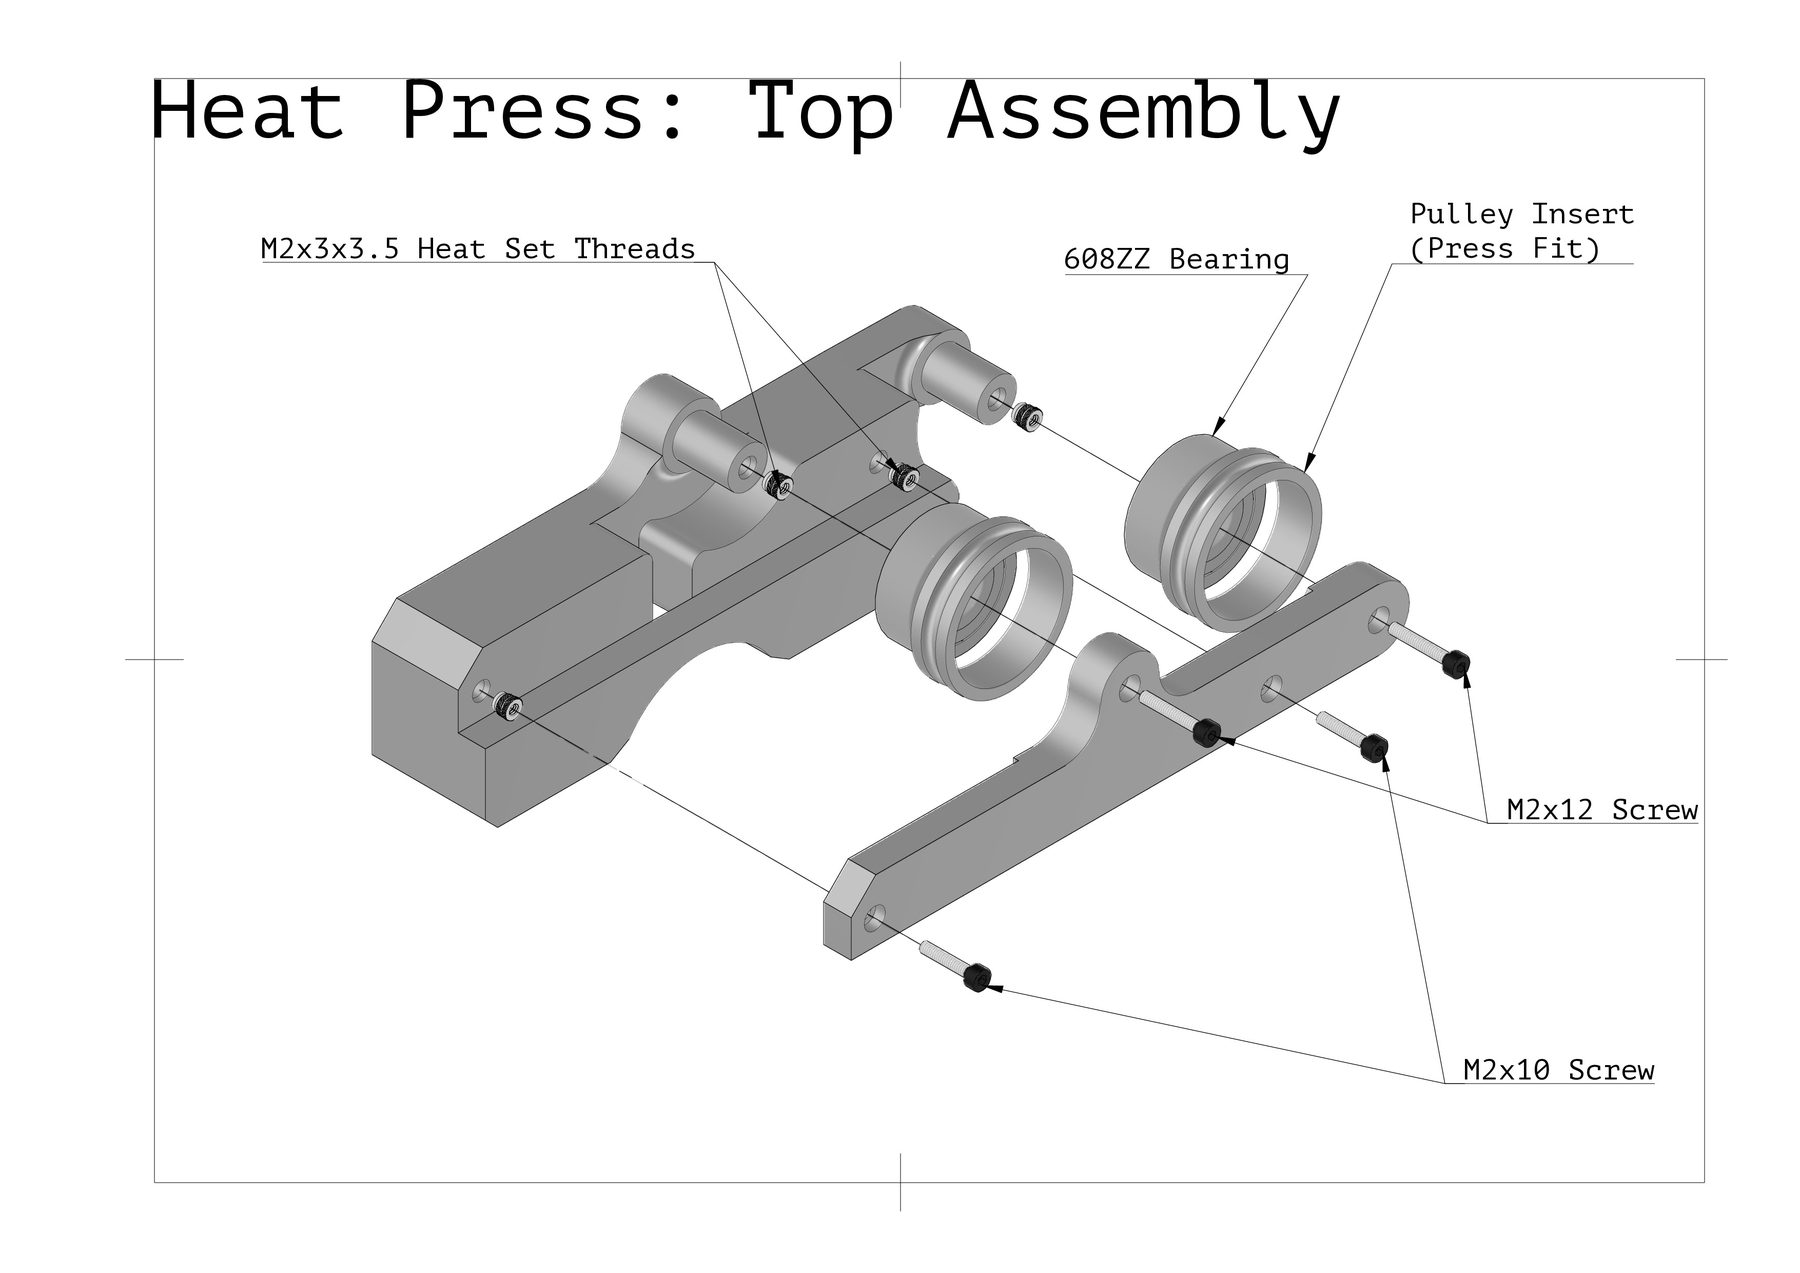 Heat Press: Top Assembly
Pulley Insert
(Press Fit)
M2x3x3.5 Heat Set Threads
608ZZ Bearing
M2x12 Screw
M2x10 Screw